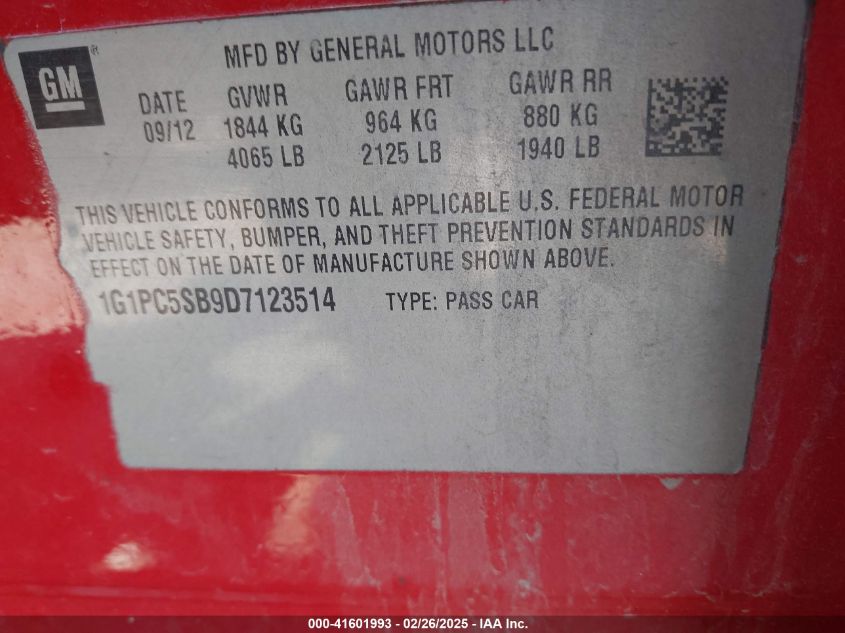 GM ®
MFD BY GENERAL MOTORS LLC
DATE GVWR GAWR FRT GAWR RR
09/12 1844 KG 964 KG 880 KG
4065 LB 2125 LB 1940 LB
THIS VEHICLE CONFORMS TO ALL APPLICABLE U.S. FEDERAL MOTOR
VEHICLE SAFETY, BUMPER, AND THEFT PREVENTION STANDARDS IN
EFFECT ON THE DATE OF MANUFACTURE SHOWN ABOVE.
1G1PC5SB9D7123514 TYPE: PASS CAR
000-41601993 - 02/26/2025 - Copyright © IAA, Inc.